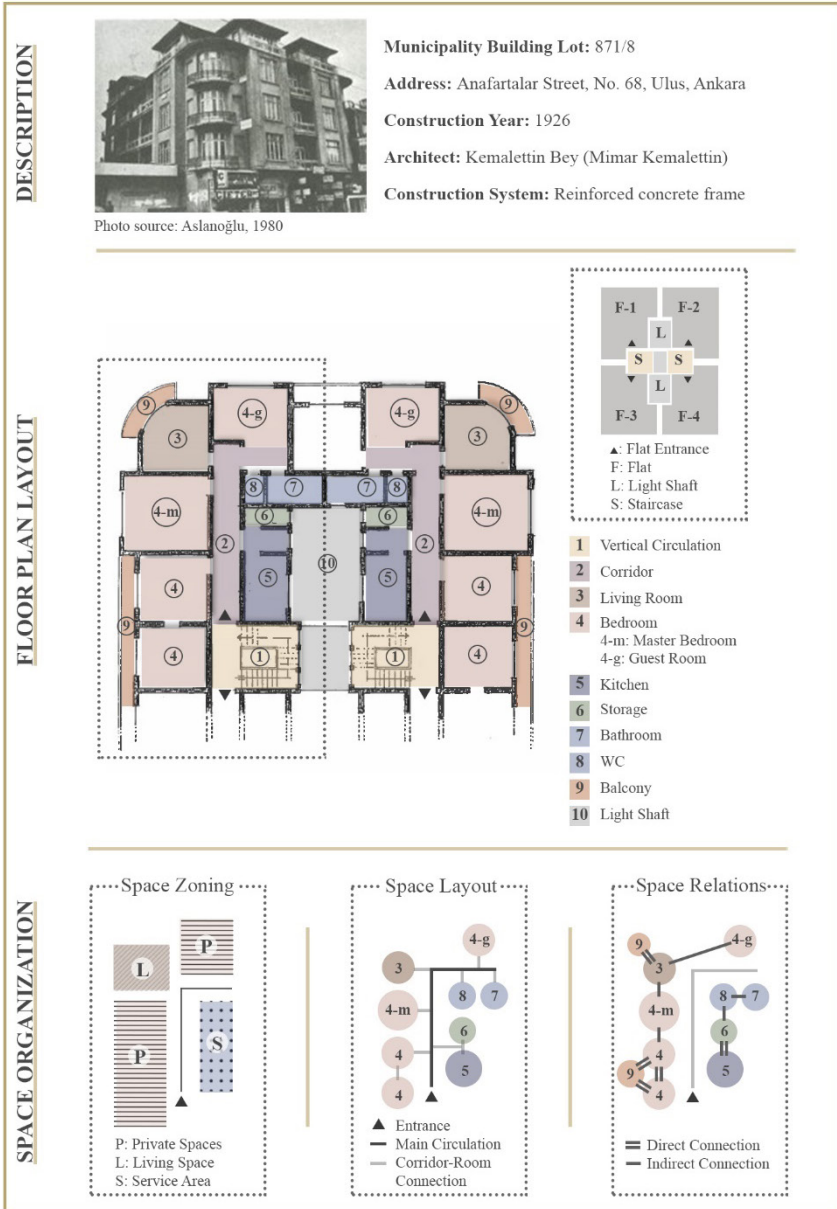 DESCRIPTION
Municipality Building Lot: 871/8
Address: Anafartalar Street, No. 68, Ulus, Ankara
Construction Year: 1926
Architect: Kemalettin Bey (Mimar Kemalettin)
Construction System: Reinforced concrete frame
Photo source: Aslanoğlu, 1980
FLOOR PLAN LAYOUT
9
4-g
4-g
9
3
3
8
7
7
8
4-m
4-m
6
6
2
2
10
4
5
5
4
9
9
4
1
1
4
F-1
F-2
L
S
S
L
F-3
F-4
▲: Flat Entrance
F: Flat
L: Light Shaft
S: Staircase
1 Vertical Circulation
2 Corridor
3 Living Room
4 Bedroom
4-m: Master Bedroom
4-g: Guest Room
5 Kitchen
6 Storage
7 Bathroom
8 WC
9 Balcony
10 Light Shaft
SPACE ORGANIZATION
Space Zoning
P
L
P
S
P: Private Spaces
L: Living Space
S: Service Area
Space Layout
4-g
3
8
7
4-m
6
4
5
4
Entrance
Main Circulation
Corridor-Room
Connection
Space Relations
9
4-g
3
4-m
8
7
6
4
9
5
4
Direct Connection
Indirect Connection